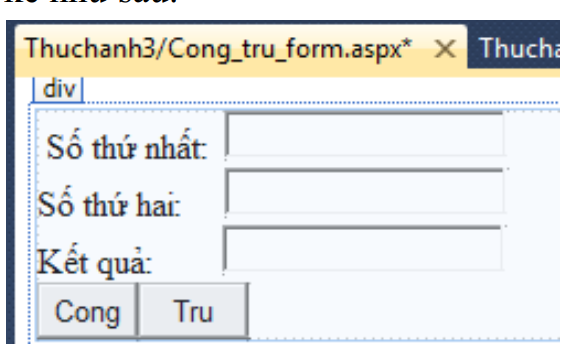 Thuchanh3/Cong_tru_form.aspx* × Thucha
div
Số thứ nhất:
Số thứ hai:
Kết quả:
Cong Tru